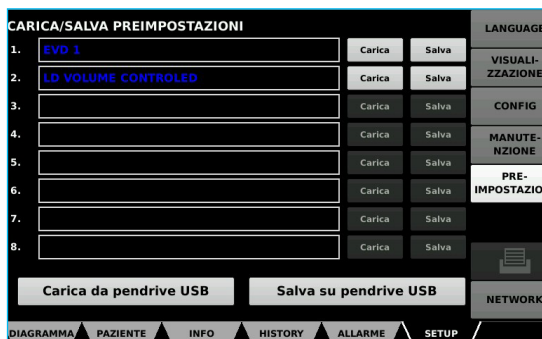 CARICA/SALVA PREIMPOSTAZIONI
1. EVD 1 Carica Salva
2. LD VOLUME CONTROLED Carica Salva
3. Carica Salva
4. Carica Salva
5. Carica Salva
6. Carica Salva
7. Carica Salva
8. Carica Salva
Carica da pendrive USB Salva su pendrive USB
LANGUAGE
VISUALI-
ZZAZIONE
CONFIG
MANUTE-
NZIONE
PRE-
IMPOSTAZIO
NETWORK
DIAGRAMMA PAZIENTE INFO HISTORY ALLARME SETUP